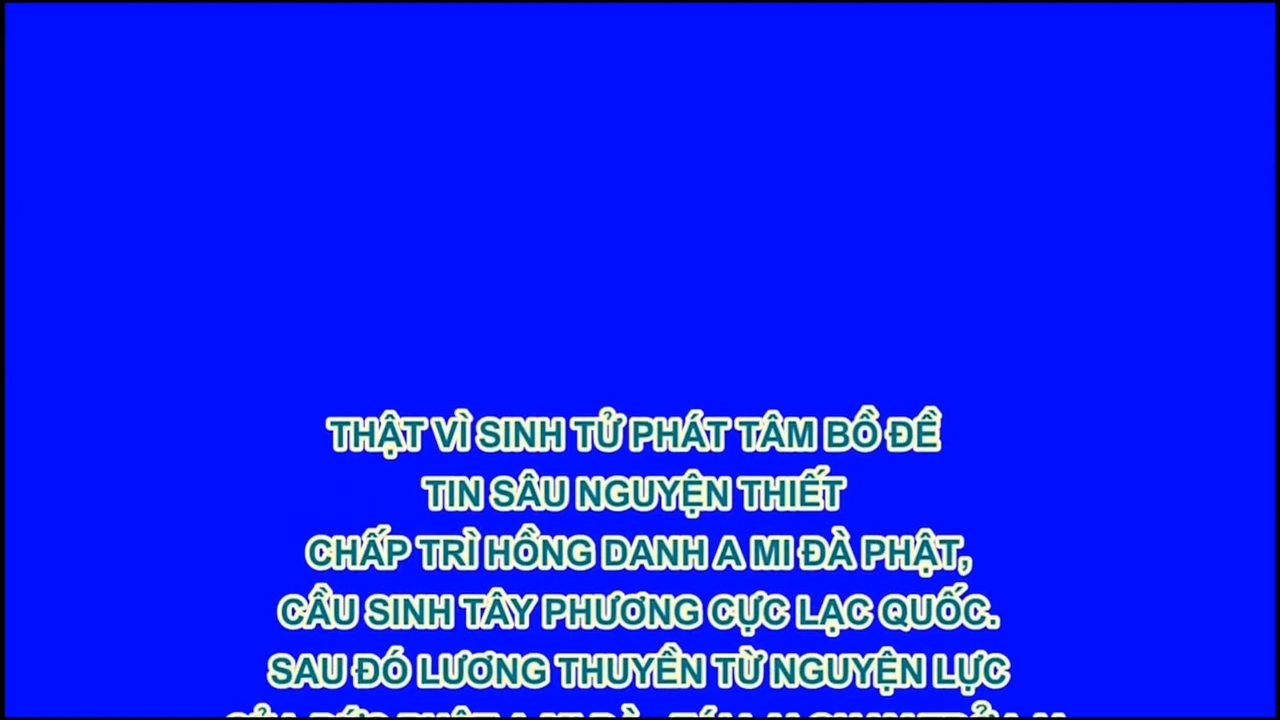 THẬT VÌ SINH TỬ PHÁT TÂM BỒ ĐỀ
TIN SÂU NGUYỆN THIẾT
CHẤP TRÌ HỒNG DANH A MI ĐÀ PHẬT,
CẦU SINH TÂY PHƯƠNG CỰC LẠC QUỐC.
SAU ĐÓ LƯƠNG THUYỀN TỪ NGUYỆN LỰC